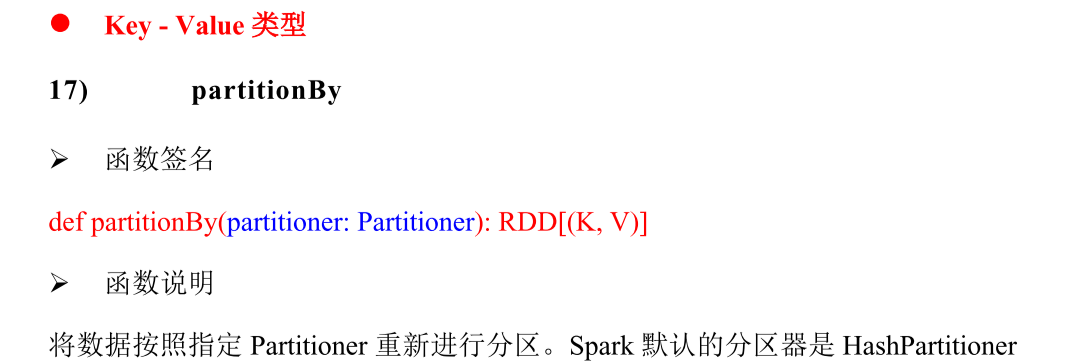 ● Key - Value 类型
17) partitionBy
➢ 函数签名
def partitionBy(partitioner: Partitioner): RDD[(K, V)]
➢ 函数说明
将数据按照指定 Partitioner 重新进行分区。Spark 默认的分区器是 HashPartitioner